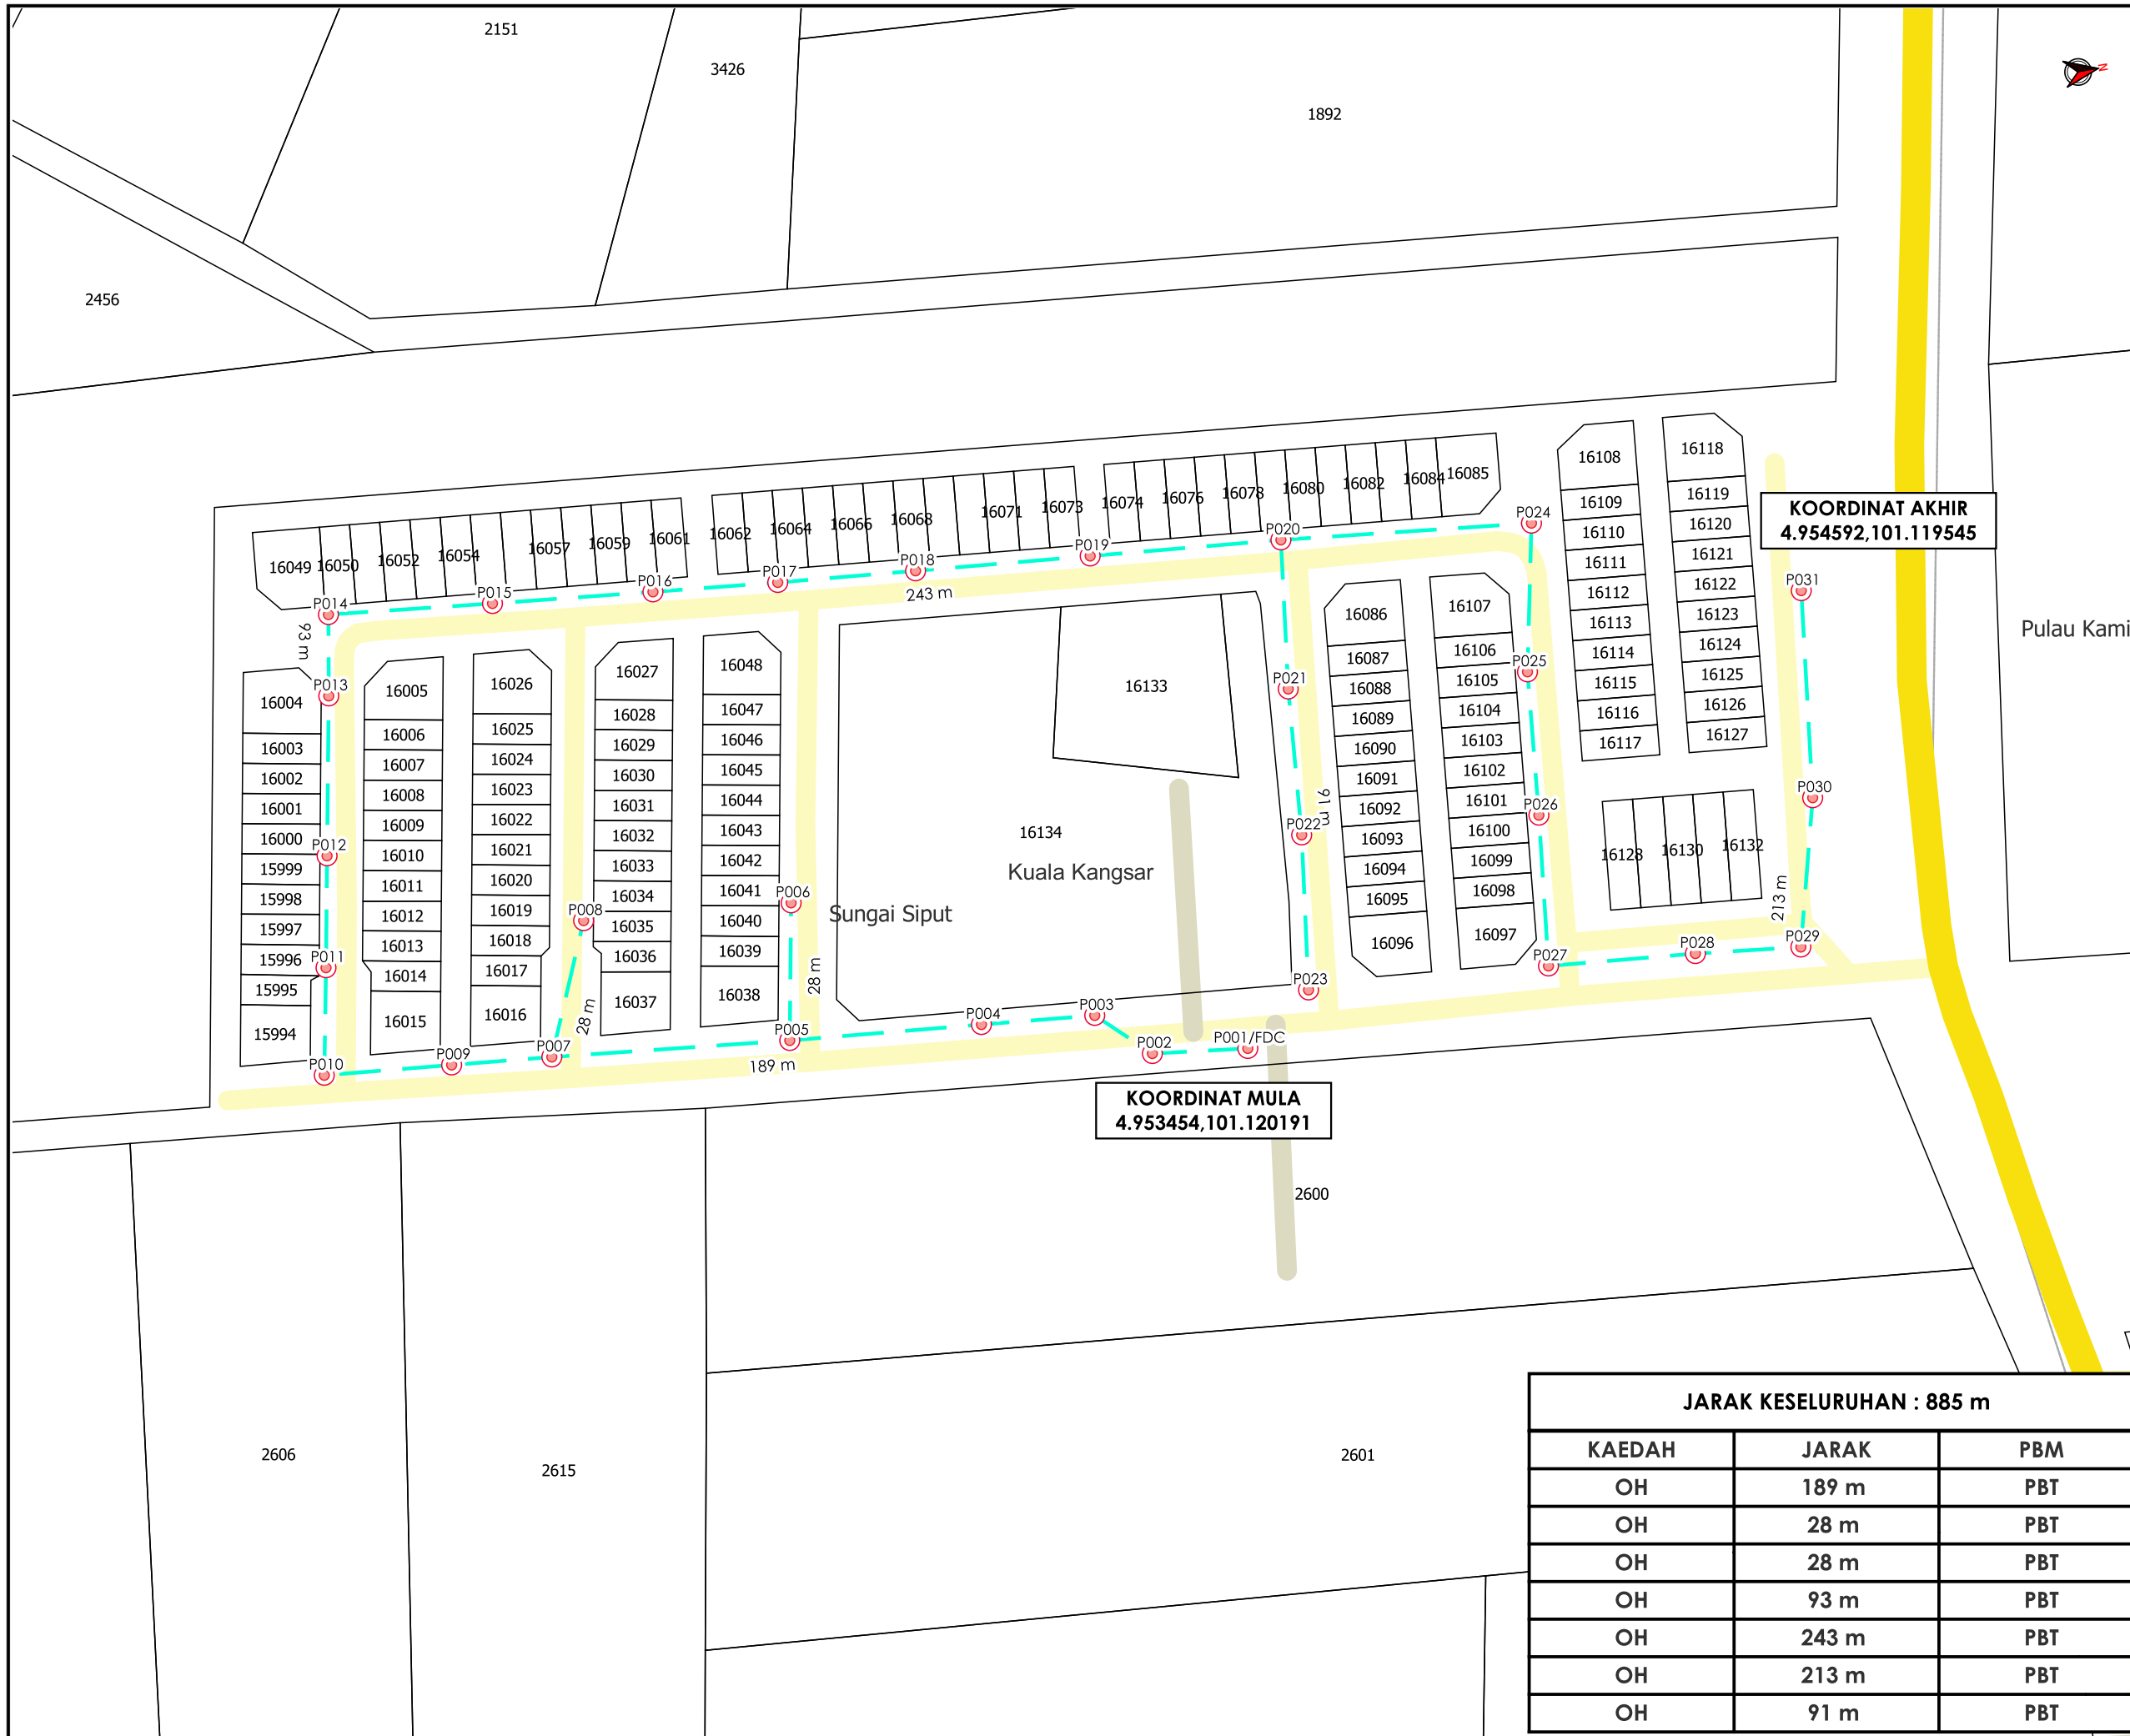 2151
3426
1892
N
2456
KOORDINAT AKHIR
4.954592,101.119545
Pulau Kami
16049
16050
16052
16054
16057
16059
16061
16062
16064
16066
16068
16071
16073
16074
16076
16078
16080
16082
16084
16085
P014
P015
P016
P017
P018
P019
P020
P024
243 m
93 m
P013
P012
P011
P010
16004
16003
16002
16001
16000
15999
15998
15997
15996
15995
15994
16005
16006
16007
16008
16009
16010
16011
16012
16013
16014
16015
16026
16025
16024
16023
16022
16021
16020
16019
16018
16017
16016
P008
28 m
16027
16028
16029
16030
16031
16032
16033
16034
16035
16036
16037
16048
16047
16046
16045
16044
16043
16042
16041
16040
16039
16038
P006
28 m
16133
16134
Kuala Kangsar
Sungai Siput
P021
P022
91 m
P023
16086
16087
16088
16089
16090
16091
16092
16093
16094
16095
16096
16107
16106
16105
16104
16103
16102
16101
16100
16099
16098
16097
P025
P026
P027
16108
16109
16110
16111
16112
16113
16114
16115
16116
16117
16118
16119
16120
16121
16122
16123
16124
16125
16126
16127
16128
16130
16132
P031
P030
213 m
P029
P028
P009
P007
P005
P004
P003
P002
P001/FDC
189 m
KOORDINAT MULA
4.953454,101.120191
2600
2606
2615
2601
JARAK KESELURUHAN : 885 m
KAEDAH JARAK PBM
OH 189 m PBT
OH 28 m PBT
OH 28 m PBT
OH 93 m PBT
OH 243 m PBT
OH 213 m PBT
OH 91 m PBT